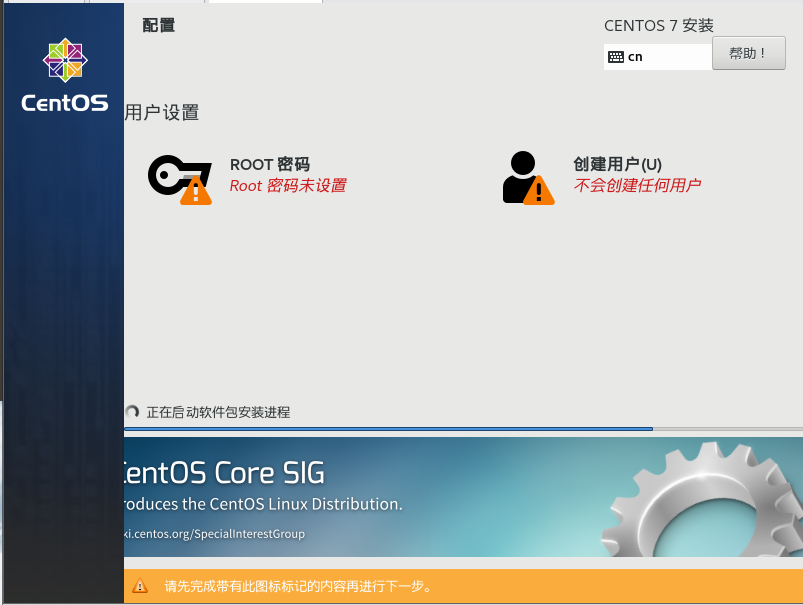 配置
CENTOS 7 安装
cn
帮助！
CentOS
用户设置
ROOT 密码
Root 密码未设置
创建用户(U)
不会创建任何用户
正在启动软件包安装进程
entOS Core SIG
roduces the CentOS Linux Distribution.
ki.centos.org/SpecialInterestGroup
请先完成带有此图标标记的内容再进行下一步。